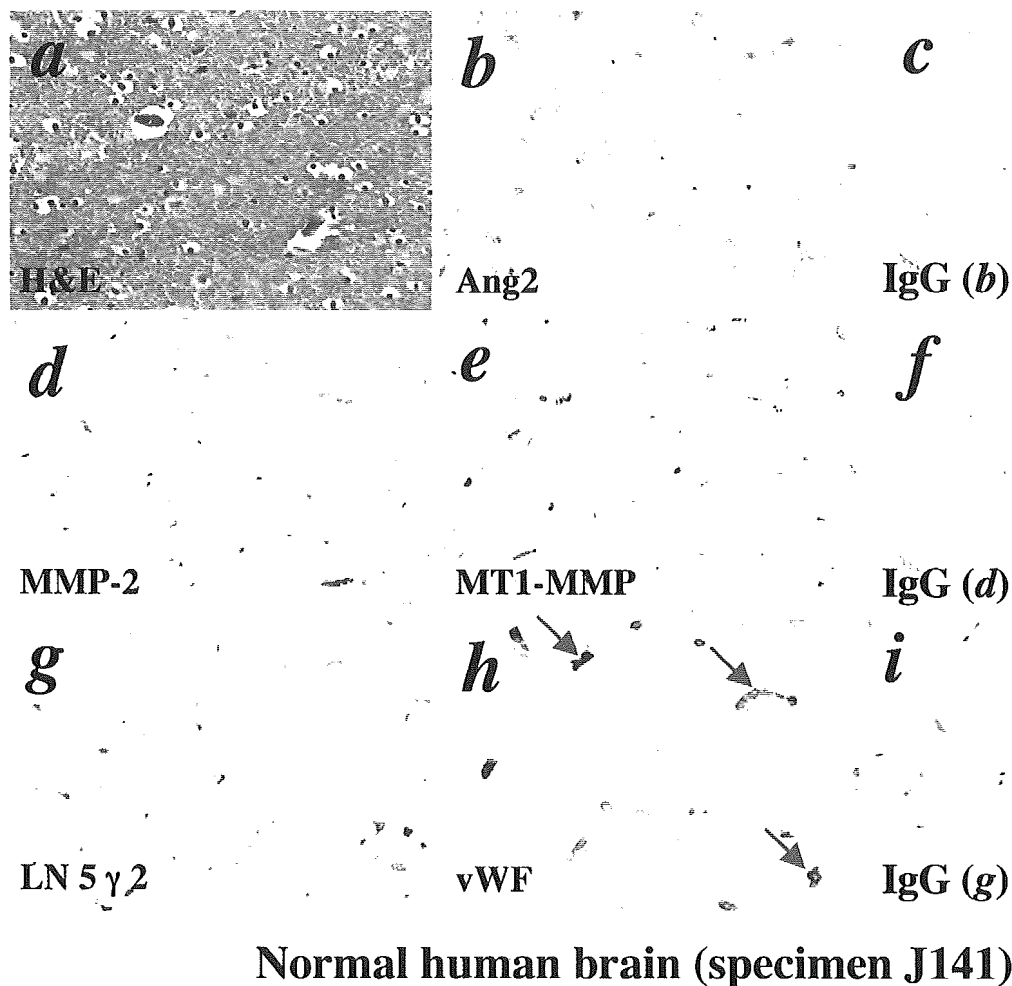 a b c
H&E Ang2 IgG (b)
d e f
MMP-2 MT1-MMP IgG (d)
g h i
LN 5 γ 2 vWF IgG (g)
Normal human brain (specimen J141)